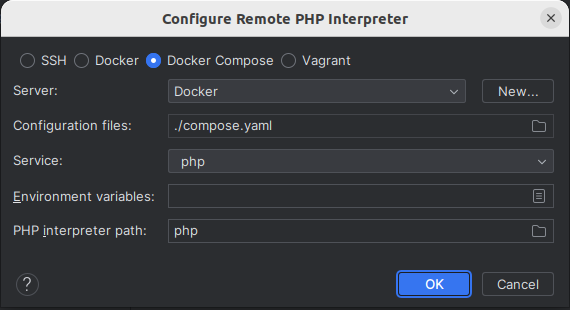 Configure Remote PHP Interpreter
SSH Docker Docker Compose Vagrant
Server: Docker New...
Configuration files: ./compose.yaml
Service: php
Environment variables:
PHP interpreter path: php
? OK Cancel